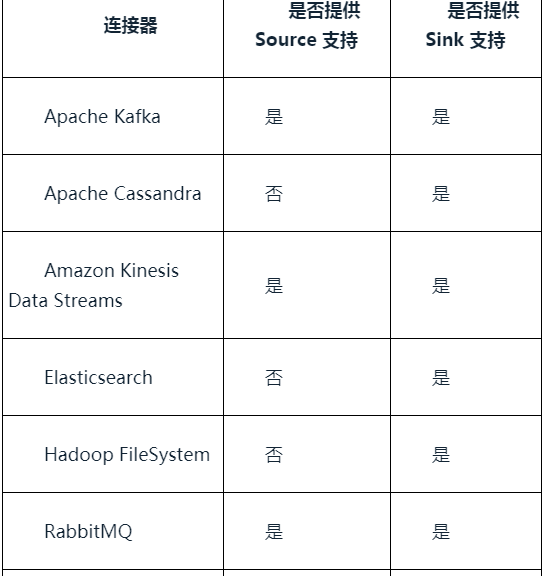 连接器
是否提供
Source 支持
是否提供
Sink 支持
Apache Kafka
是
是
Apache Cassandra
否
是
Amazon Kinesis
Data Streams
是
是
Elasticsearch
否
是
Hadoop FileSystem
否
是
RabbitMQ
是
是